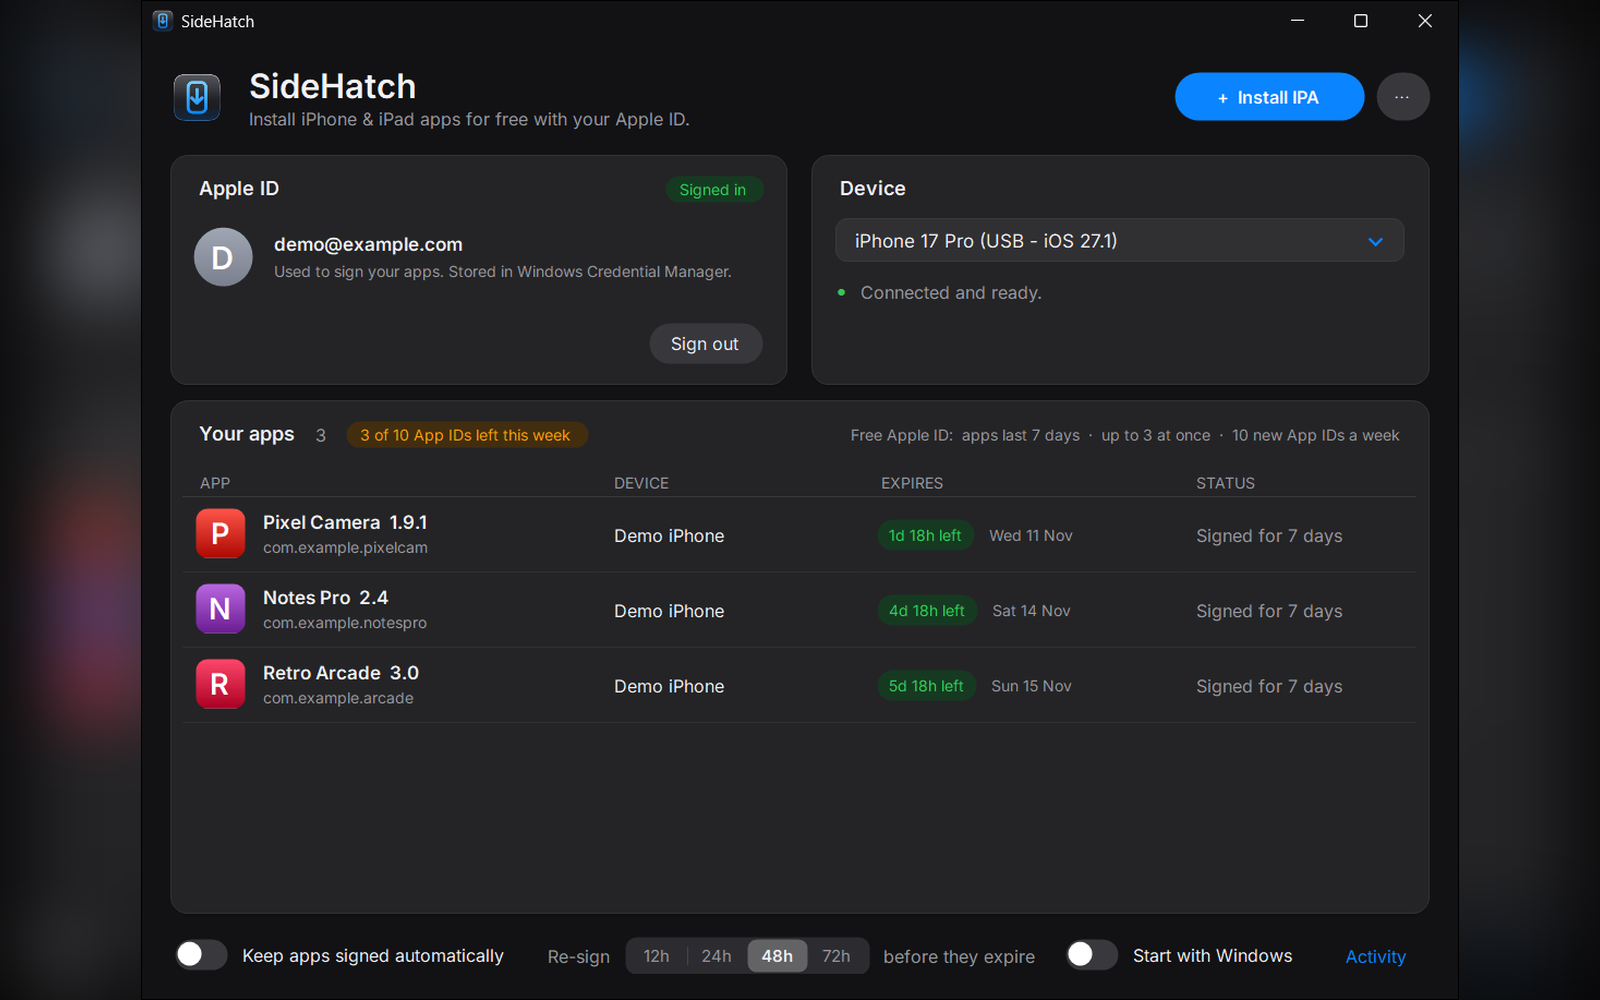 SideHatch
SideHatch
Install iPhone & iPad apps for free with your Apple ID.
+ Install IPA
...
Apple ID
Signed in
D
demo@example.com
Used to sign your apps. Stored in Windows Credential Manager.
Sign out
Device
iPhone 17 Pro (USB - iOS 27.1)
Connected and ready.
Your apps 3 3 of 10 App IDs left this week Free Apple ID: apps last 7 days · up to 3 at once · 10 new App IDs a week
APP DEVICE EXPIRES STATUS
P Pixel Camera 1.9.1
com.example.pixelcam
Demo iPhone 1d 18h left Wed 11 Nov Signed for 7 days
N Notes Pro 2.4
com.example.notespro
Demo iPhone 4d 18h left Sat 14 Nov Signed for 7 days
R Retro Arcade 3.0
com.example.arcade
Demo iPhone 5d 18h left Sun 15 Nov Signed for 7 days
Keep apps signed automatically Re-sign 12h 24h 48h 72h before they expire Start with Windows Activity